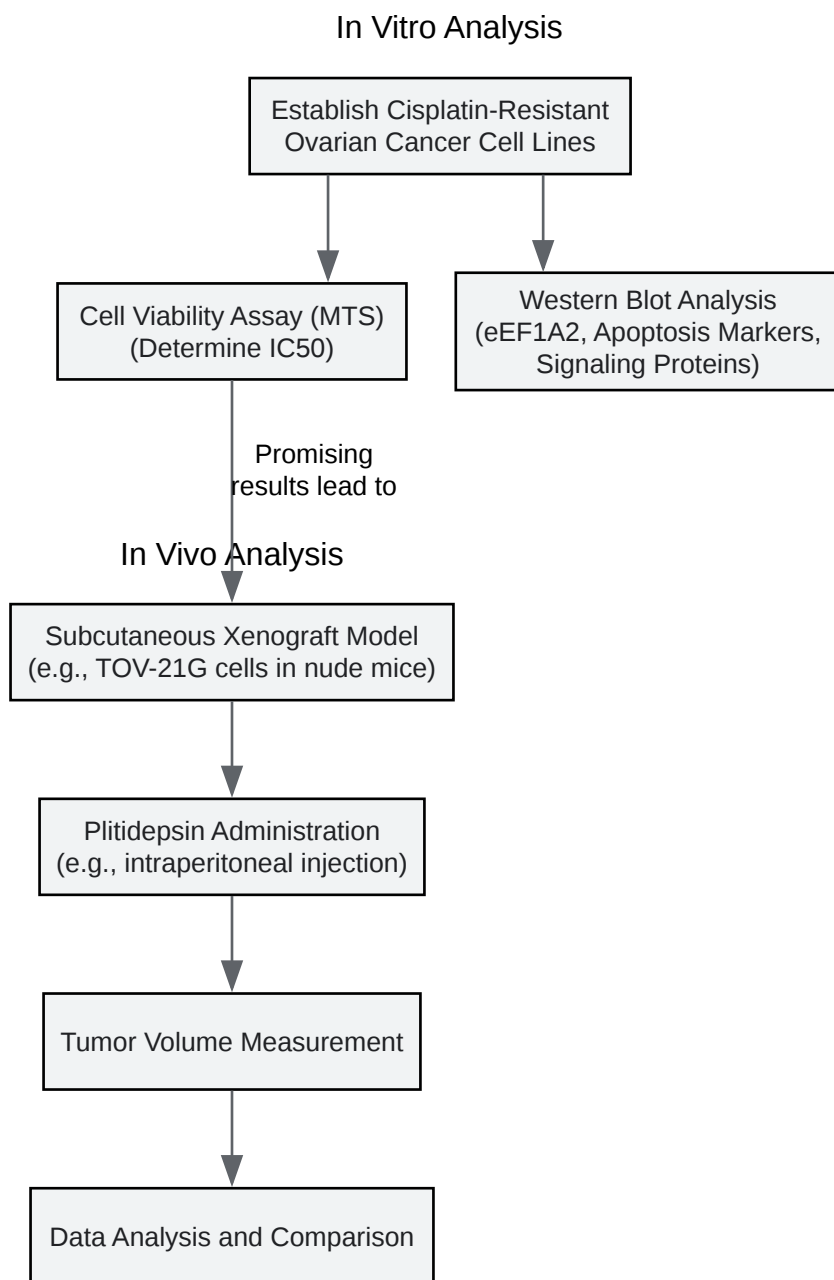 In Vitro Analysis
Establish Cisplatin-Resistant
Ovarian Cancer Cell Lines
Cell Viability Assay (MTS)
(Determine IC50)
Western Blot Analysis
(eEF1A2, Apoptosis Markers,
Signaling Proteins)
Promising
results lead to
In Vivo Analysis
Subcutaneous Xenograft Model
(e.g., TOV-21G cells in nude mice)
Plitidepsin Administration
(e.g., intraperitoneal injection)
Tumor Volume Measurement
Data Analysis and Comparison